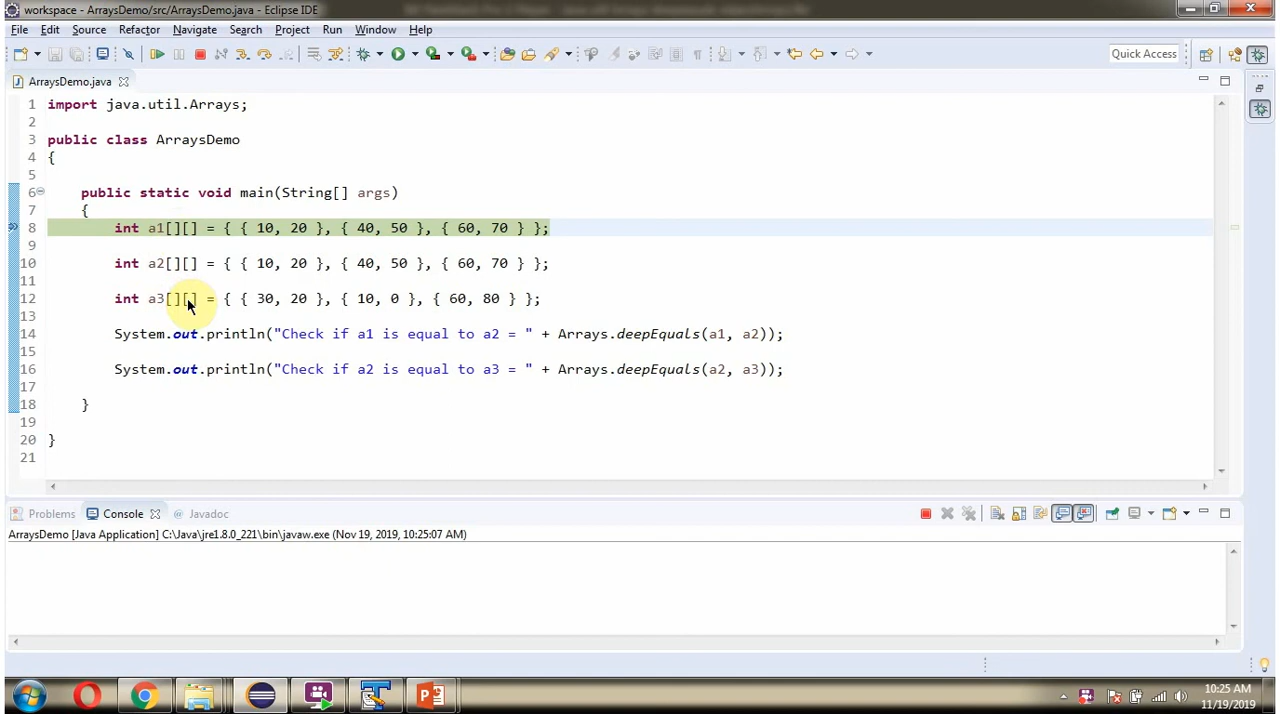 workspace - ArraysDemo/src/ArraysDemo.java - Eclipse IDE
File Edit Source Refactor Navigate Search Project Run Window Help
Quick Access
ArraysDemo.java
1 import java.util.Arrays;
2
3 public class ArraysDemo
4 {
5
6 public static void main(String[] args)
7 {
8 int a1[][] = { { 10, 20 }, { 40, 50 }, { 60, 70 } };
9
10 int a2[][] = { { 10, 20 }, { 40, 50 }, { 60, 70 } };
11
12 int a3[][] = { { 30, 20 }, { 10, 0 }, { 60, 80 } };
13
14 System.out.println("Check if a1 is equal to a2 = " + Arrays.deepEquals(a1, a2));
15
16 System.out.println("Check if a2 is equal to a3 = " + Arrays.deepEquals(a2, a3));
17
18 }
19
20 }
21
Problems Console Javadoc
ArraysDemo [Java Application] C:\Java\jre1.8.0_221\bin\javaw.exe (Nov 19, 2019, 10:25:07 AM)
10:25 AM
11/19/2019